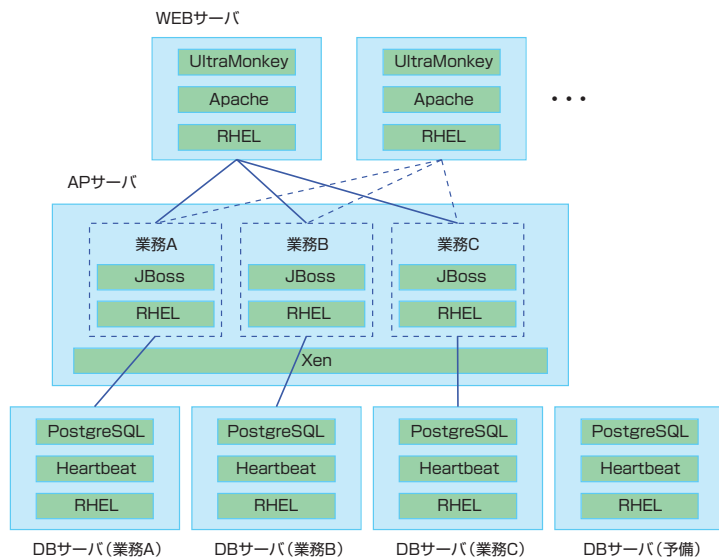 WEBサーバ
UltraMonkey
UltraMonkey
Apache
Apache
・・・
RHEL
RHEL
APサーバ
業務A
業務B
業務C
JBoss
JBoss
JBoss
RHEL
RHEL
RHEL
Xen
PostgreSQL
PostgreSQL
PostgreSQL
PostgreSQL
Heartbeat
Heartbeat
Heartbeat
Heartbeat
RHEL
RHEL
RHEL
RHEL
DBサーバ(業務A)
DBサーバ(業務B)
DBサーバ(業務C)
DBサーバ(予備)